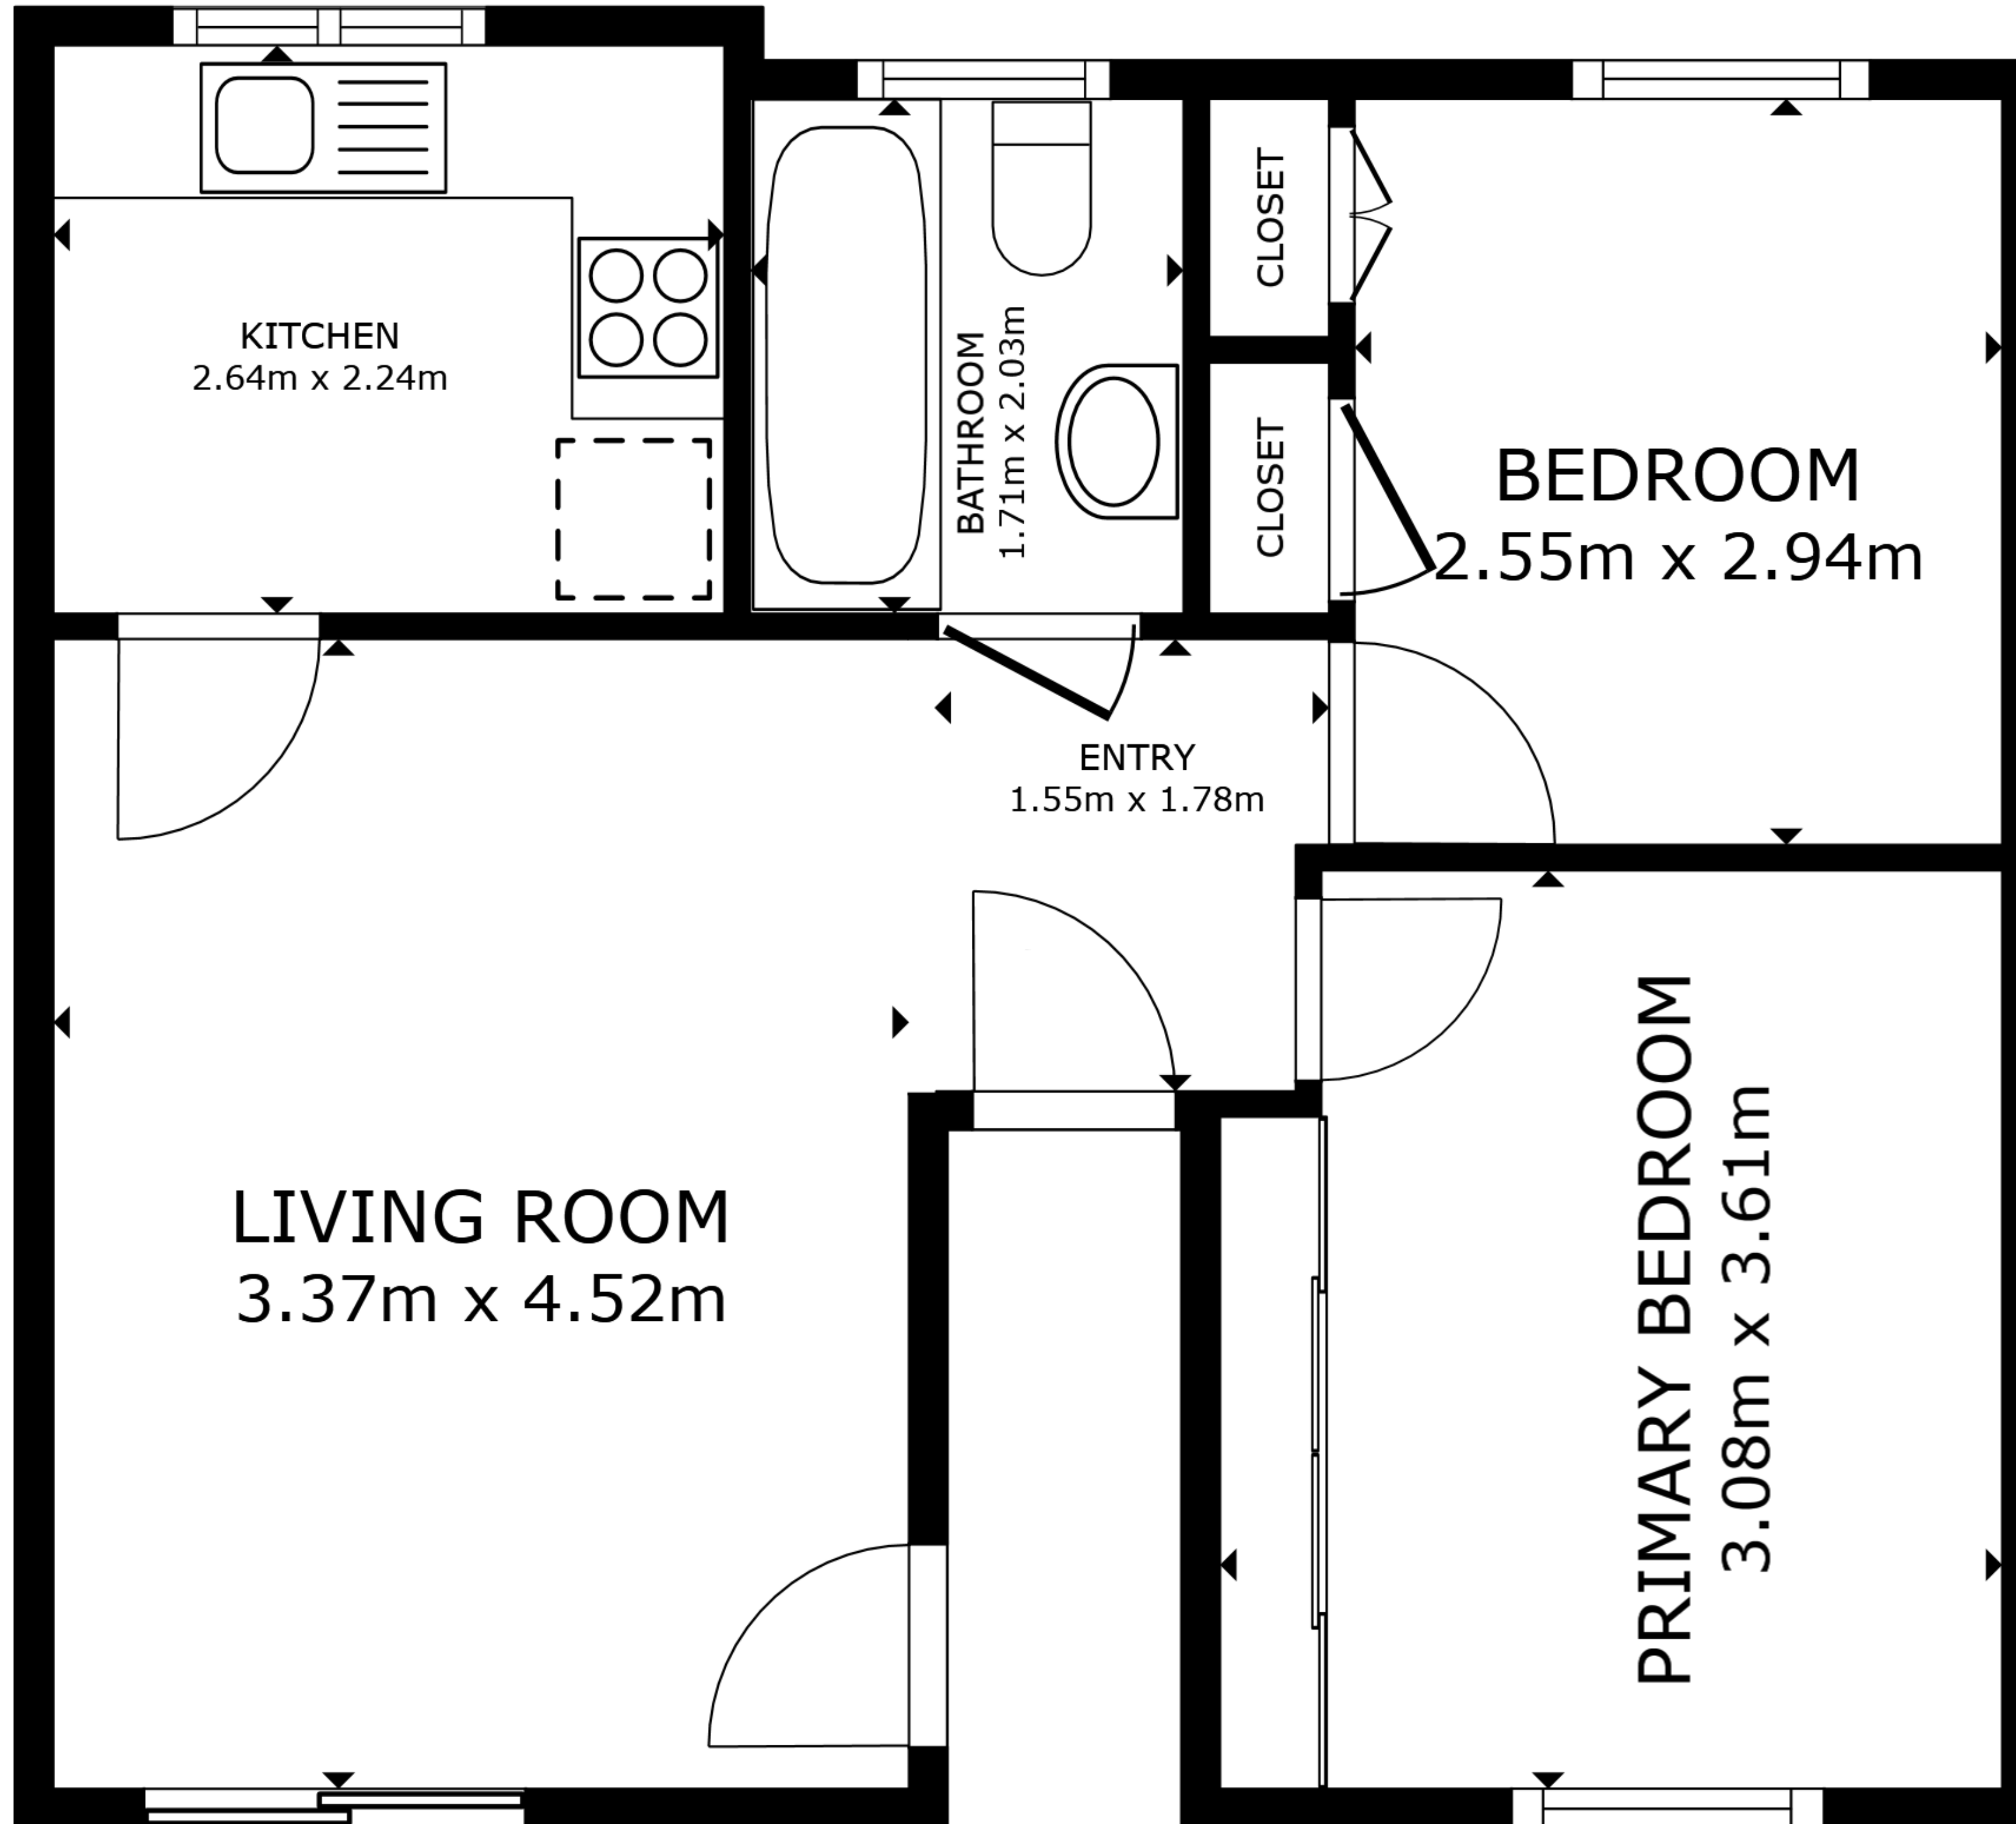 KITCHEN
2.64m x 2.24m
BATHROOM
1.71m x 2.03m
CLOSET
CLOSET
BEDROOM
2.55m x 2.94m
ENTRY
1.55m x 1.78m
LIVING ROOM
3.37m x 4.52m
PRIMARY BEDROOM
3.08m x 3.61m